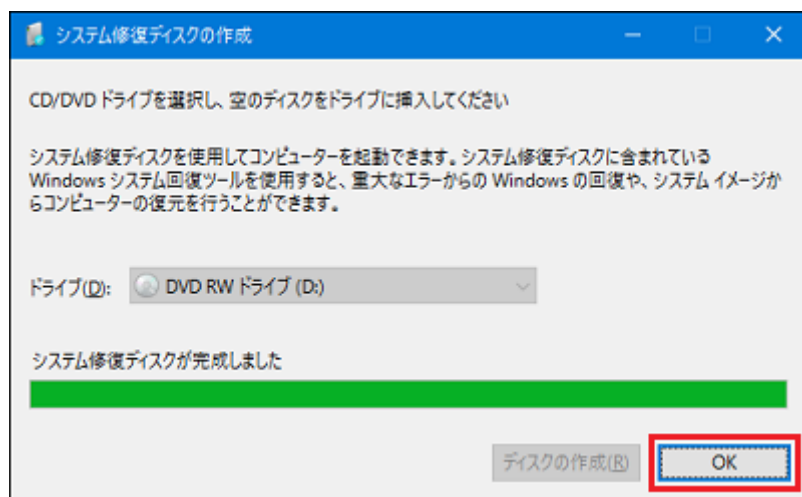 システム修復ディスクの作成
CD/DVD ドライブを選択し、空のディスクをドライブに挿入してください
システム修復ディスクを使用してコンピューターを起動できます。システム修復ディスクに含まれている
Windows システム回復ツールを使用すると、重大なエラーからの Windows の回復や、システム イメージか
らコンピューターの復元を行うことができます。
ドライブ(D): DVD RW ドライブ (D:)
システム修復ディスクが完成しました
ディスクの作成(R) OK